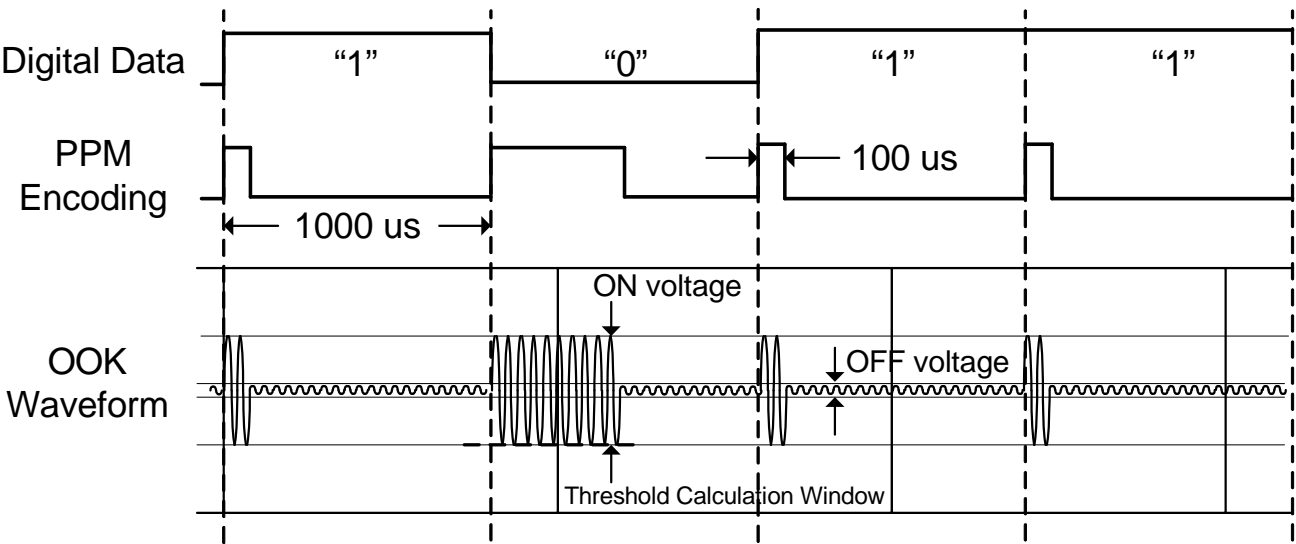 Digital Data
“1”
“0”
“1”
“1”
PPM
Encoding
100 us
1000 us
ON voltage
OOK
Waveform
OFF voltage
Threshold Calculation Window